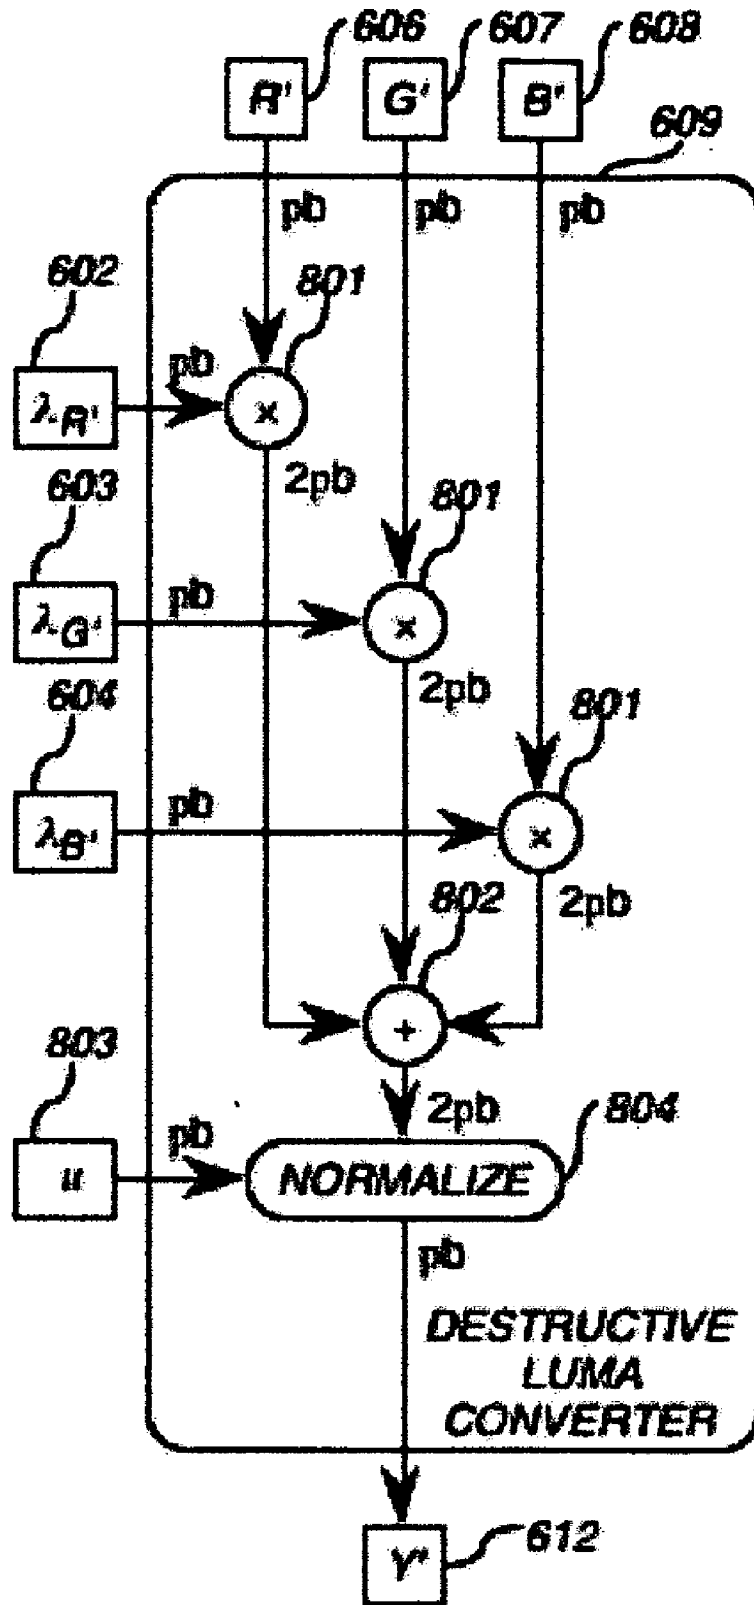 606 607 608
R' G' B'
609
pb pb pb
602 801
λR' pb ×
2pb
603 801
λG' pb ×
2pb
604 801
λB' pb ×
2pb
802
+
803 2pb 804
u pb NORMALIZE
pb
DESTRUCTIVE
LUMA
CONVERTER
Y' 612